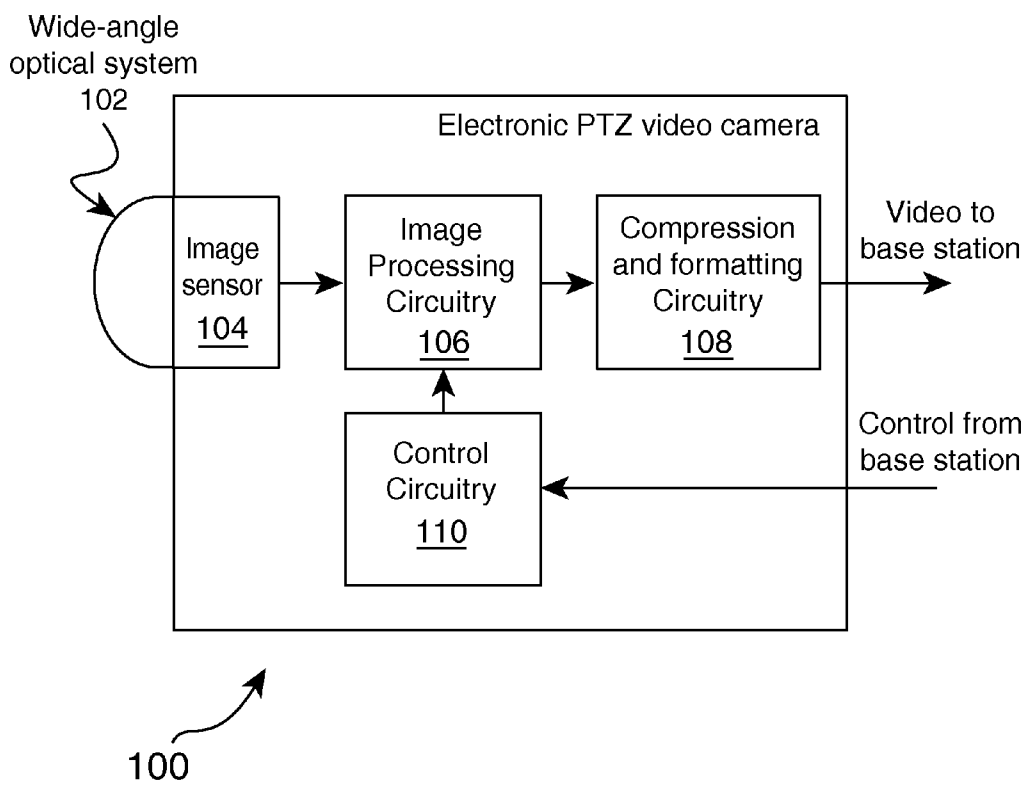 Wide-angle
optical system
102
Electronic PTZ video camera
Image
sensor
104
Image
Processing
Circuitry
106
Compression
and formatting
Circuitry
108
Video to
base station
Control
Circuitry
110
Control from
base station
100